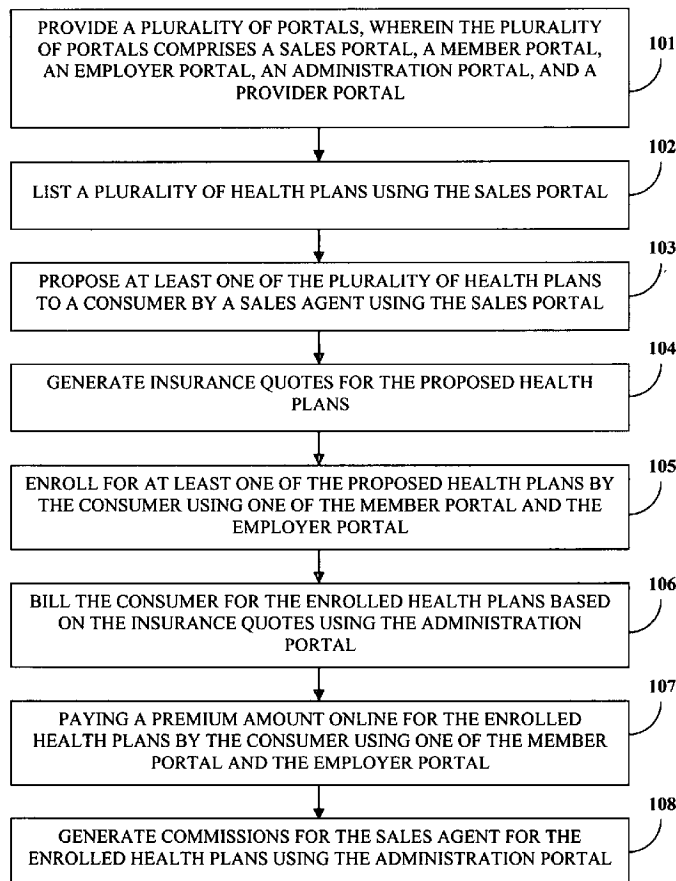 PROVIDE A PLURALITY OF PORTALS, WHEREIN THE PLURALITY
OF PORTALS COMPRISES A SALES PORTAL, A MEMBER PORTAL,
AN EMPLOYER PORTAL, AN ADMINISTRATION PORTAL, AND A
PROVIDER PORTAL
101
LIST A PLURALITY OF HEALTH PLANS USING THE SALES PORTAL
102
PROPOSE AT LEAST ONE OF THE PLURALITY OF HEALTH PLANS
TO A CONSUMER BY A SALES AGENT USING THE SALES PORTAL
103
GENERATE INSURANCE QUOTES FOR THE PROPOSED HEALTH
PLANS
104
ENROLL FOR AT LEAST ONE OF THE PROPOSED HEALTH PLANS BY
THE CONSUMER USING ONE OF THE MEMBER PORTAL AND THE
EMPLOYER PORTAL
105
BILL THE CONSUMER FOR THE ENROLLED HEALTH PLANS BASED
ON THE INSURANCE QUOTES USING THE ADMINISTRATION
PORTAL
106
PAYING A PREMIUM AMOUNT ONLINE FOR THE ENROLLED
HEALTH PLANS BY THE CONSUMER USING ONE OF THE MEMBER
PORTAL AND THE EMPLOYER PORTAL
107
GENERATE COMMISSIONS FOR THE SALES AGENT FOR THE
ENROLLED HEALTH PLANS USING THE ADMINISTRATION PORTAL
108